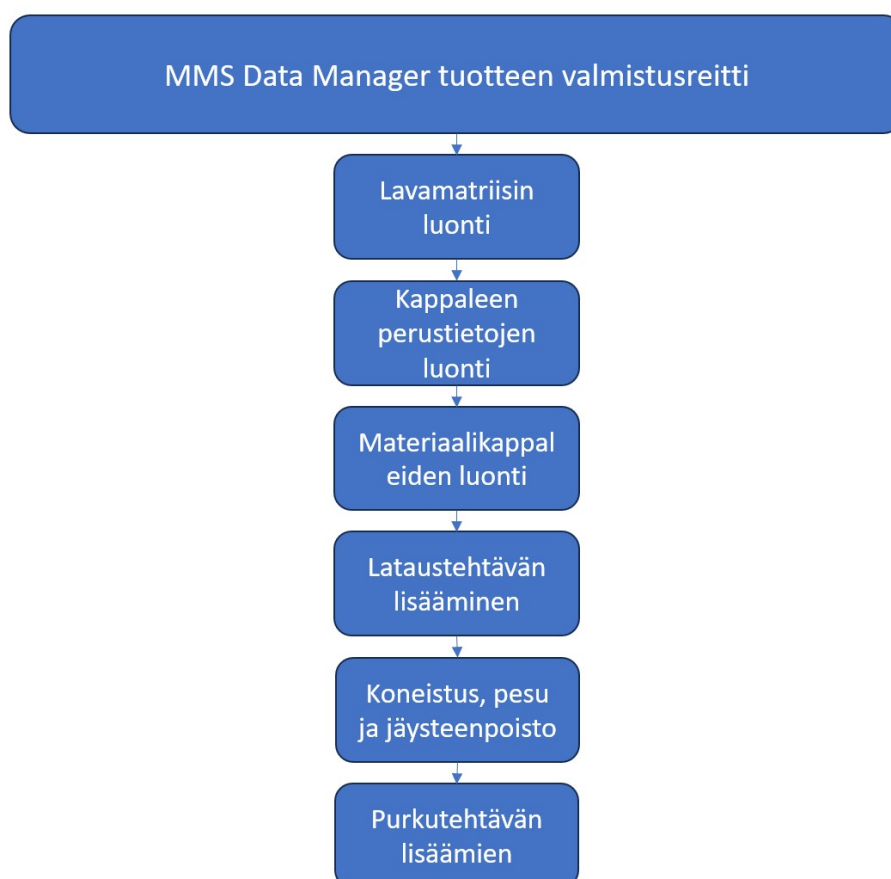 MMS Data Manager tuotteen valmistusreitti
Lavamatriisin
luonti
Kappaleen
perustietojen
luonti
Materiaalikappal
eiden luonti
Lataustehtävän
lisääminen
Koneistus, pesu
ja jäysteenpoisto
Purkutehtävän
lisäämien